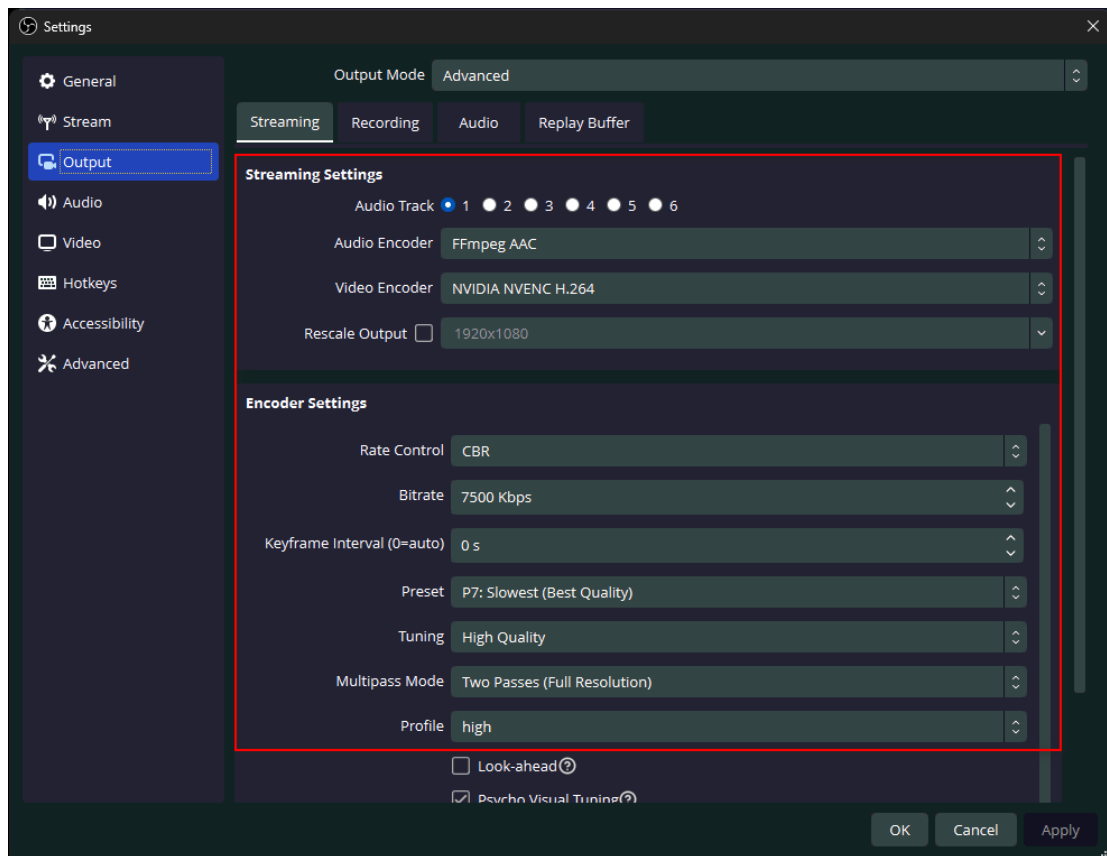 Settings
General
Stream
Output
Audio
Video
Hotkeys
Accessibility
Advanced
Output Mode Advanced
Streaming Recording Audio Replay Buffer
Streaming Settings
Audio Track 1 2 3 4 5 6
Audio Encoder FFmpeg AAC
Video Encoder NVIDIA NVENC H.264
Rescale Output 1920x1080
Encoder Settings
Rate Control CBR
Bitrate 7500 Kbps
Keyframe Interval (0=auto) 0 s
Preset P7: Slowest (Best Quality)
Tuning High Quality
Multipass Mode Two Passes (Full Resolution)
Profile high
Look-ahead
Psycho Visual Tuning
OK Cancel Apply